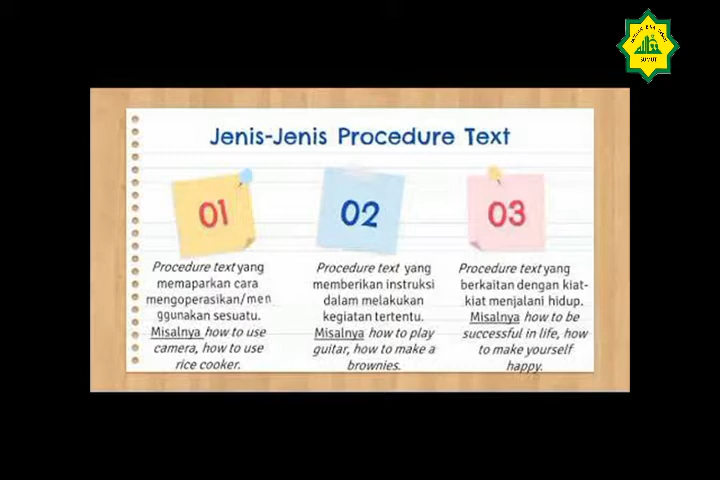 SUMUT
Jenis-Jenis Procedure Text
01
Procedure text yang
memaparkan cara
mengoperasikan/men
ggunakan sesuatu.
Misalnya how to use
camera, how to use
rice cooker.
02
Procedure text yang
memberikan instruksi
dalam melakukan
kegiatan tertentu.
Misalnya how to play
guitar, how to make a
brownies.
03
Procedure text yang
berkaitan dengan kiat-
kiat menjalani hidup.
Misalnya how to be
successful in life, how
to make yourself
happy.